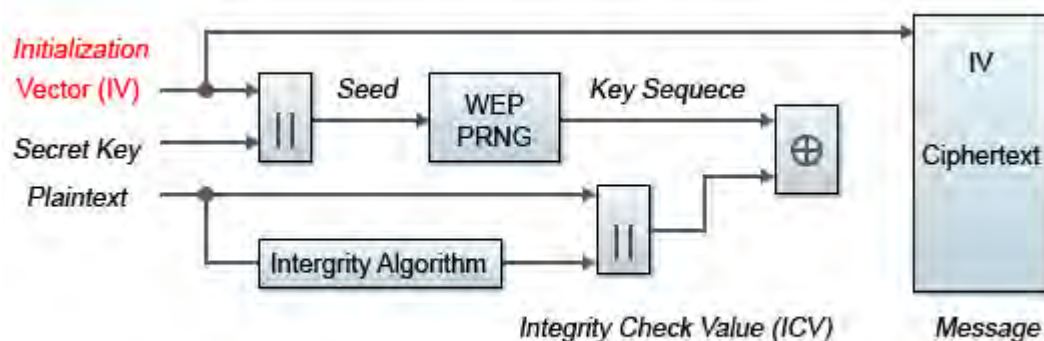 Initialization
Vector (IV)
Secret Key
Plaintext
||
Seed
WEP
PRNG
Key Sequece
⊕
||
Intergrity Algorithm
Integrity Check Value (ICV)
IV
Ciphertext
Message